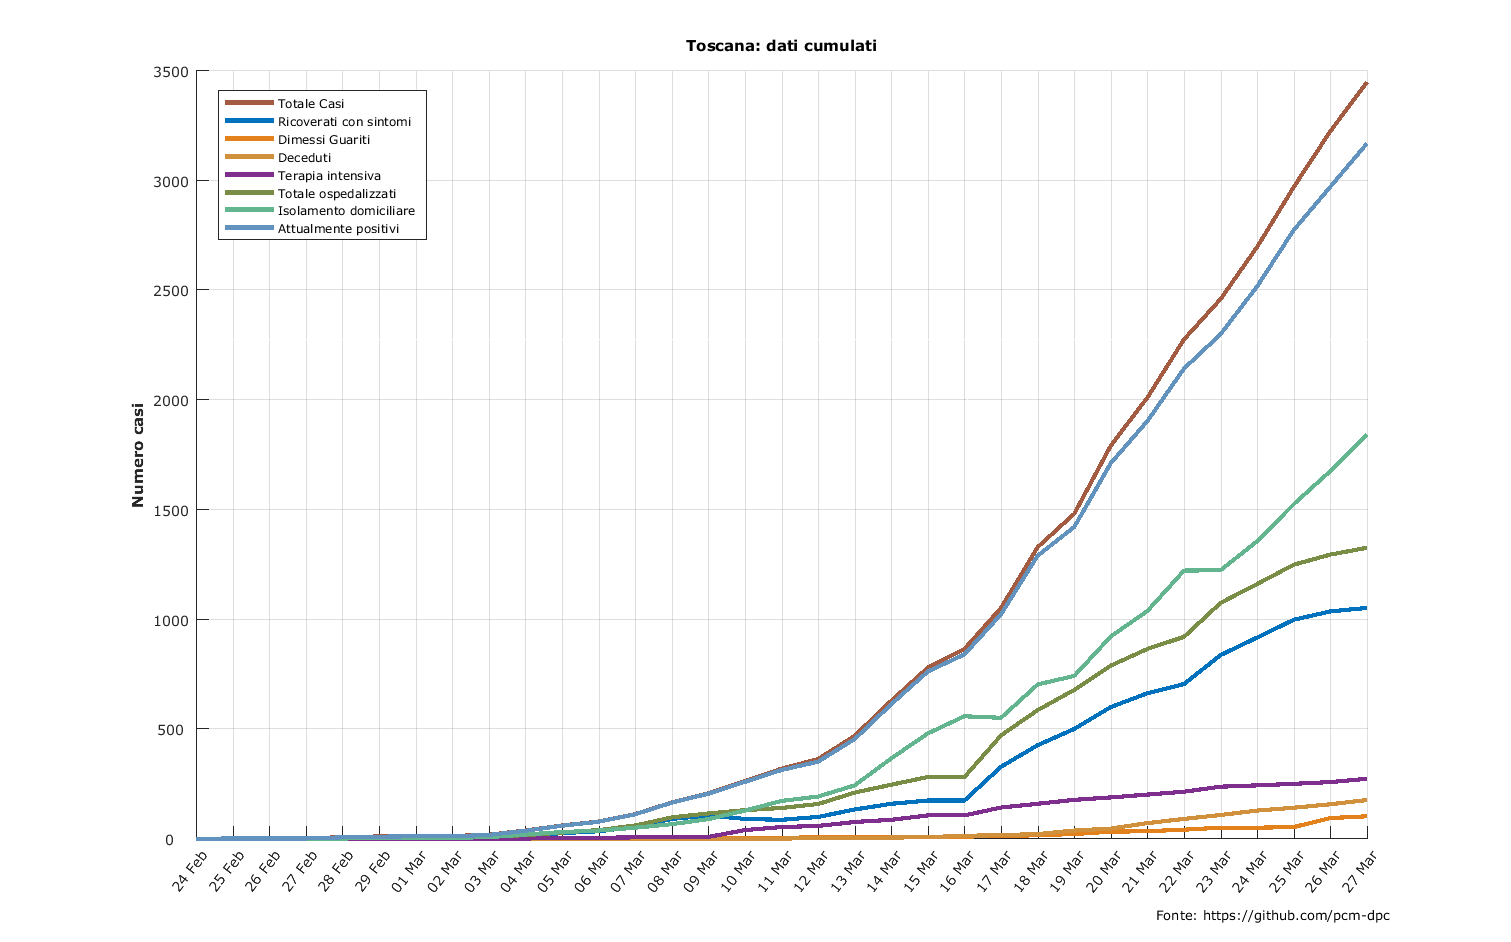 Toscana: dati cumulati
3500
3000
2500
2000
1500
1000
500
0
Numero casi
Totale Casi
Ricoverati con sintomi
Dimessi Guariti
Deceduti
Terapia intensiva
Totale ospedalizzati
Isolamento domiciliare
Attualmente positivi
24 Feb
25 Feb
26 Feb
27 Feb
28 Feb
29 Feb
01 Mar
02 Mar
03 Mar
04 Mar
05 Mar
06 Mar
07 Mar
08 Mar
09 Mar
10 Mar
11 Mar
12 Mar
13 Mar
14 Mar
15 Mar
16 Mar
17 Mar
18 Mar
19 Mar
20 Mar
21 Mar
22 Mar
23 Mar
24 Mar
25 Mar
26 Mar
27 Mar
Fonte: https://github.com/pcm-dpc